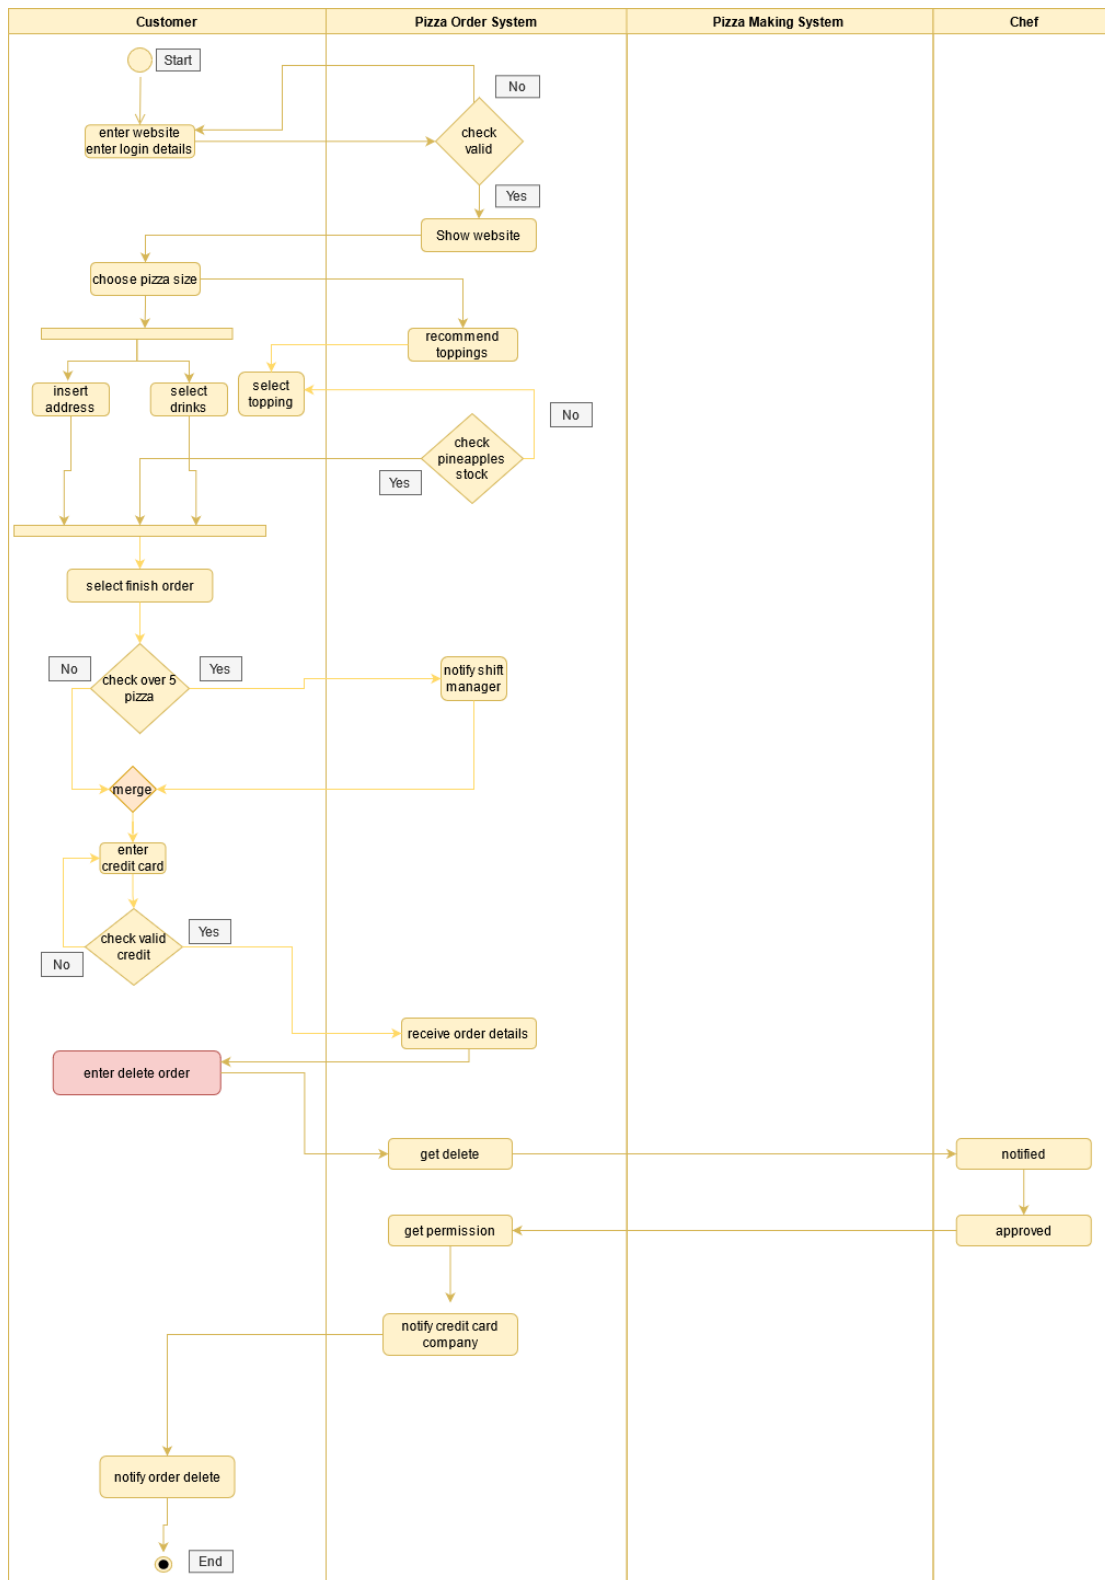 Customer
Pizza Order System
Pizza Making System
Chef
Start
No
enter website
enter login details
check
valid
Yes
Show website
choose pizza size
recommend
toppings
insert
address
select
drinks
select
topping
No
check
pineapples
stock
Yes
select finish order
No
Yes
check over 5
pizza
notify shift
manager
merge
enter
credit card
Yes
check valid
credit
No
receive order details
enter delete order
get delete
notified
get permission
approved
notify credit card
company
notify order delete
End